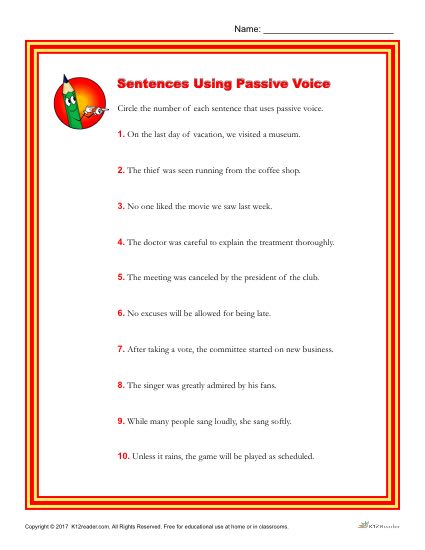 Name: ____________________
Sentences Using Passive Voice
Circle the number of each sentence that uses passive voice.
1. On the last day of vacation, we visited a museum.
2. The thief was seen running from the coffee shop.
3. No one liked the movie we saw last week.
4. The doctor was careful to explain the treatment thoroughly.
5. The meeting was canceled by the president of the club.
6. No excuses will be allowed for being late.
7. After taking a vote, the committee started on new business.
8. The singer was greatly admired by his fans.
9. While many people sang loudly, she sang softly.
10. Unless it rains, the game will be played as scheduled.
Copyright © 2017 K12reader.com. All Rights Reserved. Free for educational use at home or in classrooms.
K12Reader